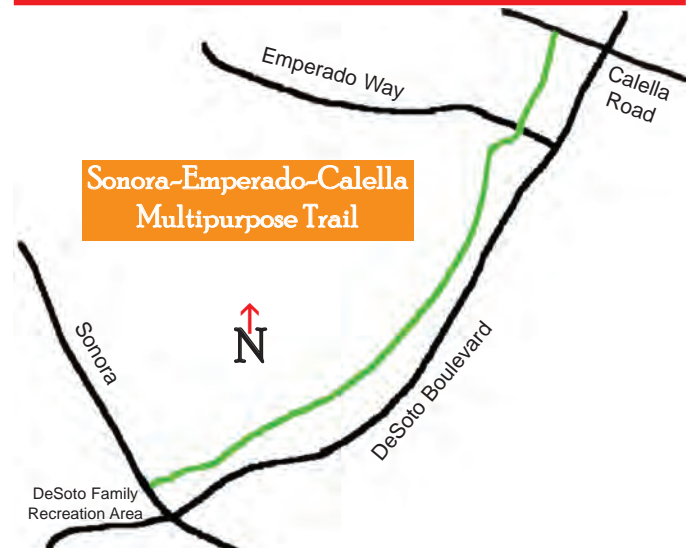 Emperado Way
Calella
Road
Sonora-Emperado-Calella
Multipurpose Trail
N
Sonora
DeSoto Boulevard
DeSoto Family
Recreation Area